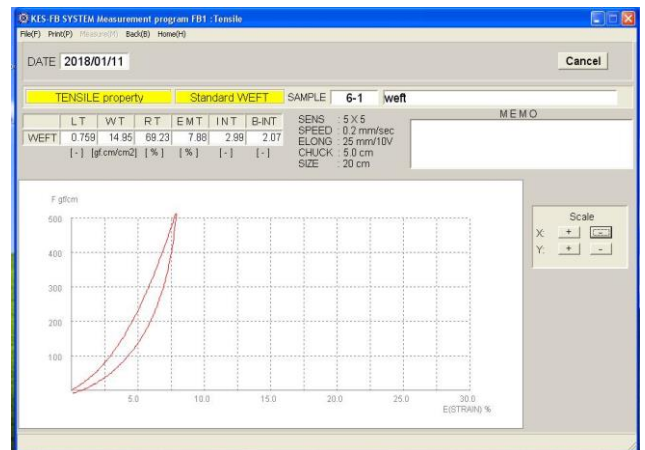 KES-FB SYSTEM Measurement program FB1 : Tensile
File(F) Print(P) Measure(M) Back(B) Home(H)
DATE 2018/01/11 Cancel
TENSILE property Standard WEFT SAMPLE 6-1 weft
LT WT RT EMT INT B-INT
WEFT 0.759 14.95 69.23 7.88 2.99 2.07
[-] [gf.cm/cm2] [%] [%] [-] [-]
SENS : 5 X 5
SPEED : 0.2 mm/sec
ELONG : 25 mm/10V
CHUCK : 5.0 cm
SIZE : 20 cm
MEMO
F gf/cm
500
400
300
200
100
5.0 10.0 15.0 20.0 25.0 30.0
E(STRAIN) %
Scale
X: + -
Y: + -